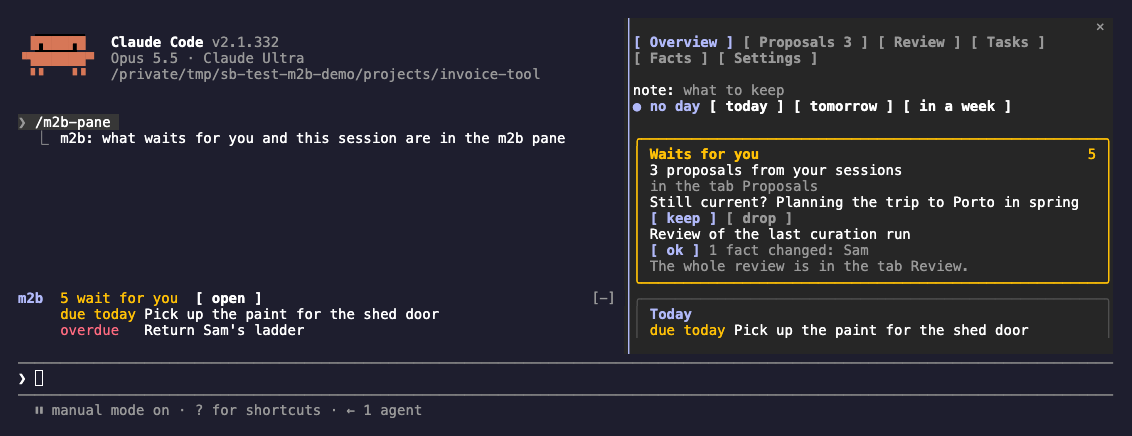 Claude Code v2.1.332
Opus 5.5 · Claude Ultra
/private/tmp/sb-test-m2b-demo/projects/invoice-tool
❯ /m2b-pane
⎿ m2b: what waits for you and this session are in the m2b pane
m2b 5 wait for you [ open ] [−]
due today Pick up the paint for the shed door
overdue Return Sam's ladder
×
[ Overview ] [ Proposals 3 ] [ Review ] [ Tasks ]
[ Facts ] [ Settings ]
note: what to keep
● no day [ today ] [ tomorrow ] [ in a week ]
Waits for you 5
3 proposals from your sessions
in the tab Proposals
Still current? Planning the trip to Porto in spring
[ keep ] [ drop ]
Review of the last curation run
[ ok ] 1 fact changed: Sam
The whole review is in the tab Review.
Today
due today Pick up the paint for the shed door
❯
⏸ manual mode on · ? for shortcuts · ← 1 agent